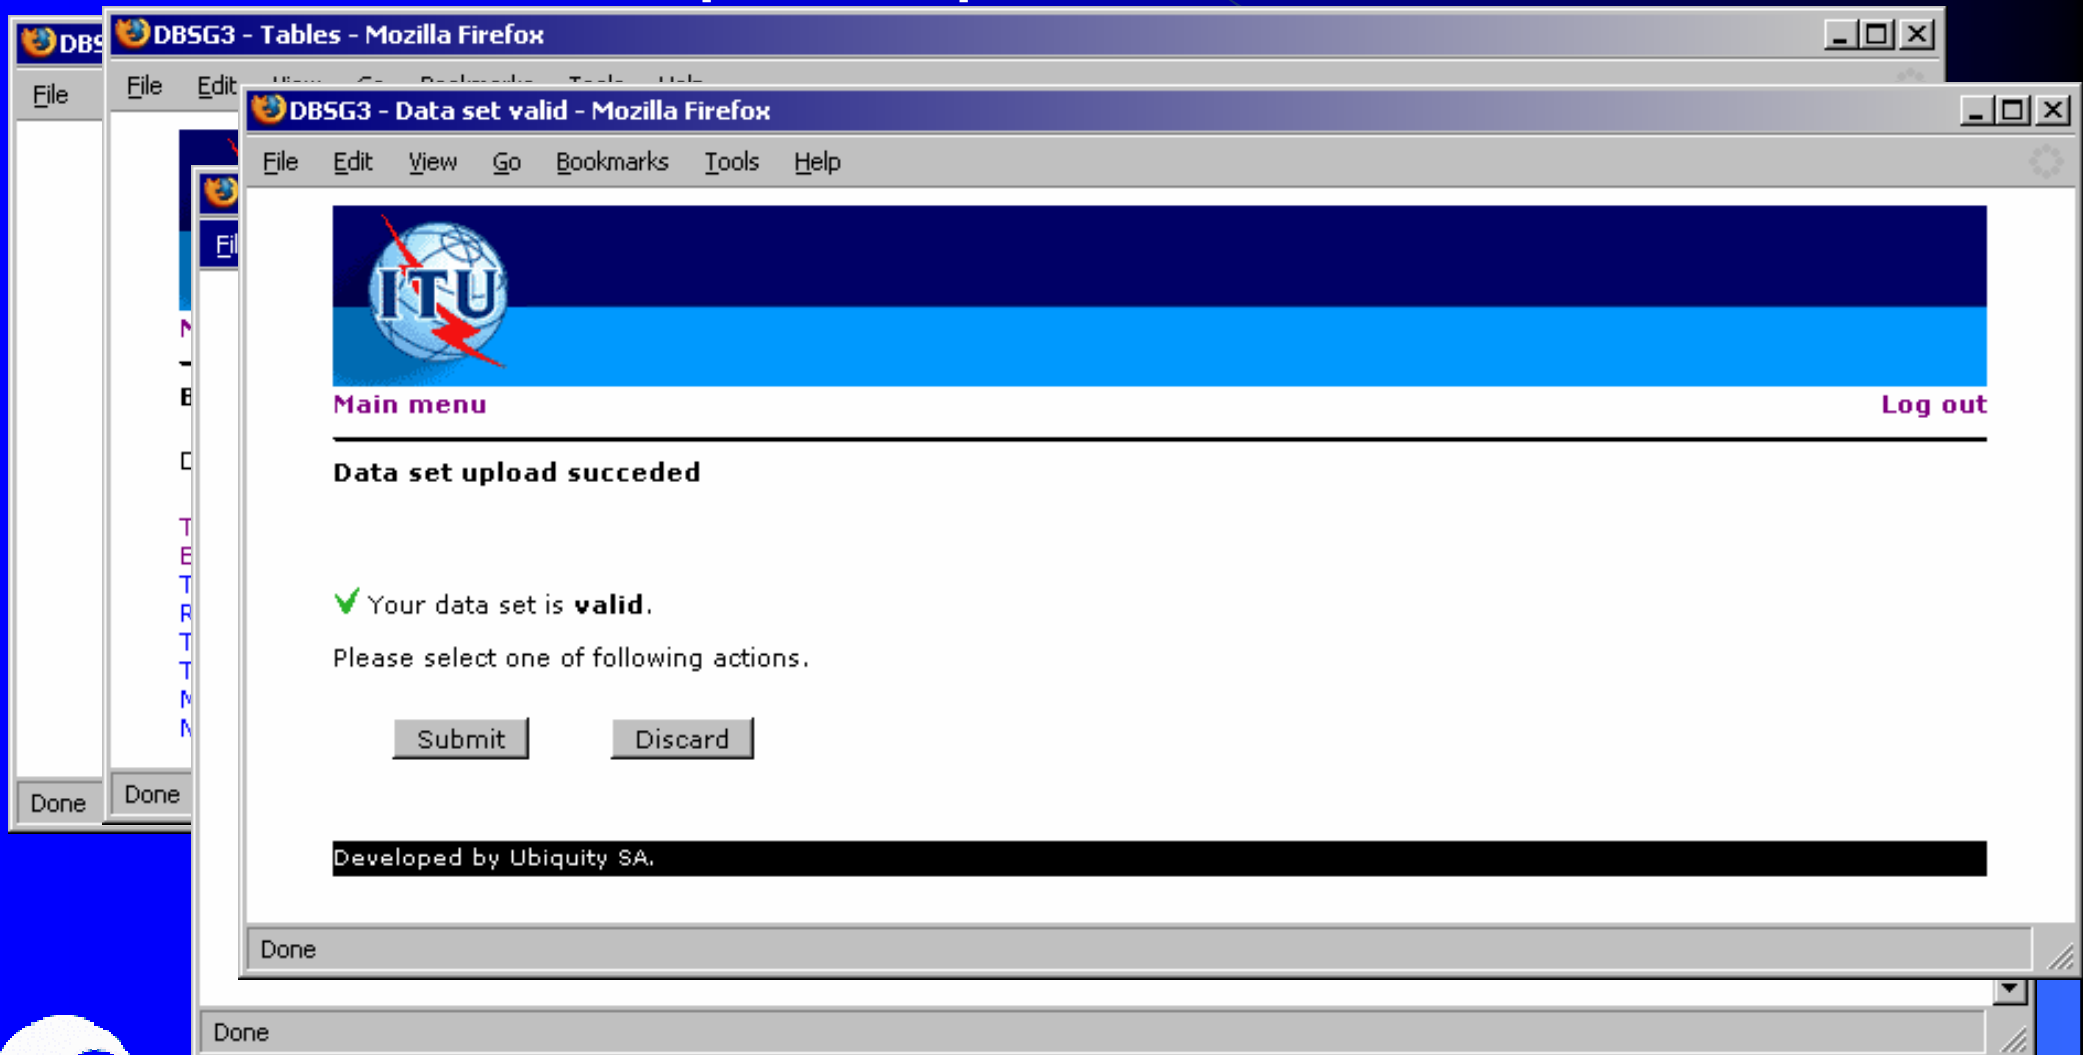 DBSG3 - Tables - Mozilla Firefox
File
File Edit
DBSG3 - Data set valid - Mozilla Firefox
File Edit View Go Bookmarks Tools Help
ITU
Main menu Log out
Data set upload succeded
Your data set is valid.
Please select one of following actions.
Submit Discard
Developed by Ubiquity SA.
Done
Done
Done
Done